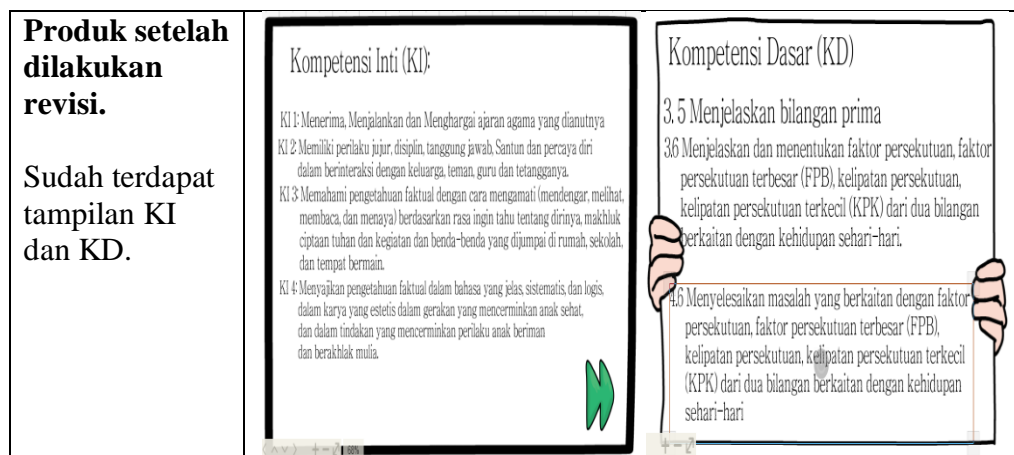 Produk setelah
dilakukan
revisi.
Sudah terdapat
tampilan KI
dan KD.
Kompetensi Inti (KI):
KI 1: Menerima, Menjalankan dan Menghargai ajaran agama yang dianutnya
KI 2: Memiliki perilaku jujur, disiplin, tanggung jawab, Santun dan percaya diri
dalam berinteraksi dengan keluarga, teman, guru dan tetangganya.
KI 3: Memahami pengetahuan faktual dengan cara mengamati (mendengar, melihat,
membaca, dan menaya) berdasarkan rasa ingin tahu tentang dirinya, makhluk
ciptaan tuhan dan kegiatan dan benda-benda yang dijumpai di rumah, sekolah,
dan tempat bermain.
KI 4: Menyajikan pengetahuan faktual dalam bahasa yang jelas, sistematis, dan logis,
dalam karya yang estetis dalam gerakan yang mencerminkan anak sehat,
dan dalam tindakan yang mencerminkan perilaku anak beriman
dan berakhlak mulia.
68%
Kompetensi Dasar (KD)
3. 5 Menjelaskan bilangan prima
3.6 Menjelaskan dan menentukan faktor persekutuan, faktor
persekutuan terbesar (FPB), kelipatan persekutuan,
kelipatan persekutuan terkecil (KPK) dari dua bilangan
berkaitan dengan kehidupan sehari-hari.
4.6 Menyelesaikan masalah yang berkaitan dengan faktor
persekutuan, faktor persekutuan terbesar (FPB),
kelipatan persekutuan, kelipatan persekutuan terkecil
(KPK) dari dua bilangan berkaitan dengan kehidupan
sehari-hari